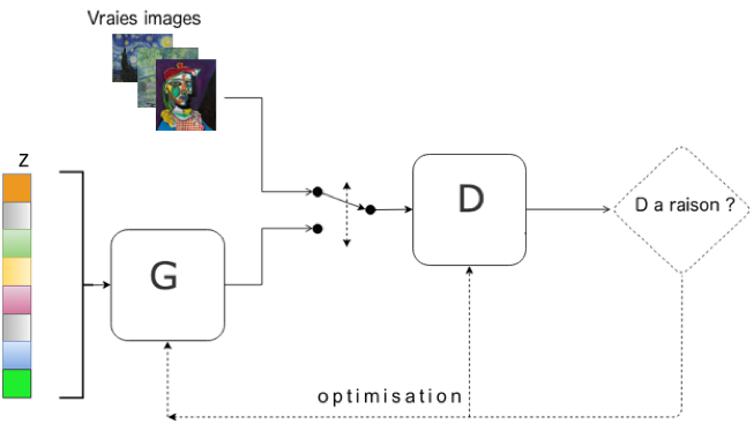 Vraies images
z
G
D
D a raison ?
optimisation